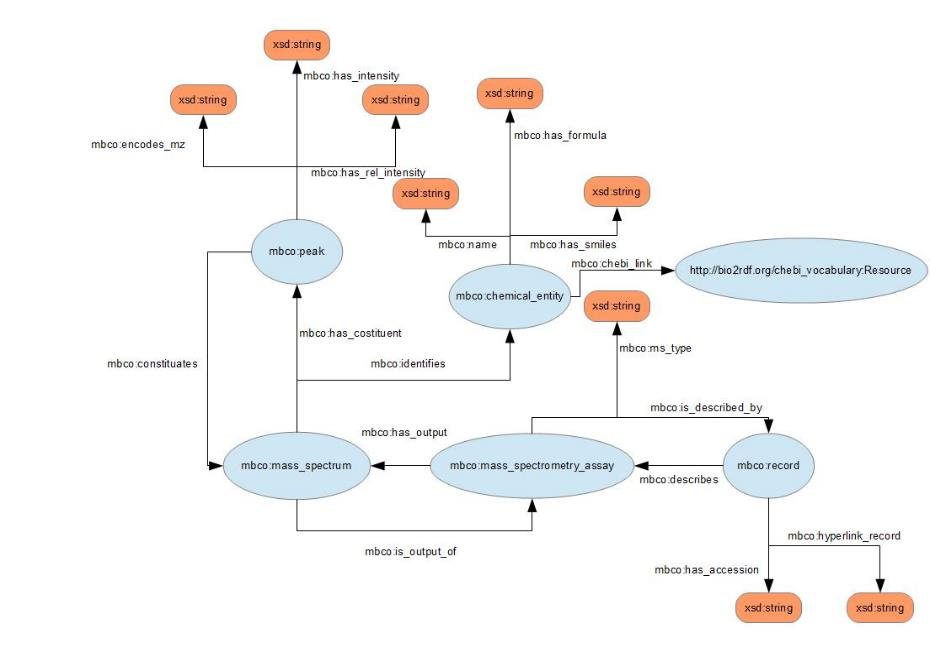 xsd:string
mbco:has_intensity
xsd:string
xsd:string
xsd:string
mbco:has_formula
mbco:encodes_mz
mbco:has_rel_intensity
xsd:string
xsd:string
mbco:name
mbco:has_smiles
mbco:peak
mbco:chebi_link
http://bio2rdf.org/chebi_vocabulary:Resource
mbco:chemical_entity
xsd:string
mbco:has_costituent
mbco:ms_type
mbco:constituates
mbco:identifies
mbco:is_described_by
mbco:has_output
mbco:mass_spectrum
mbco:mass_spectrometry_assay
mbco:record
mbco:describes
mbco:hyperlink_record
mbco:is_output_of
mbco:has_accession
xsd:string
xsd:string